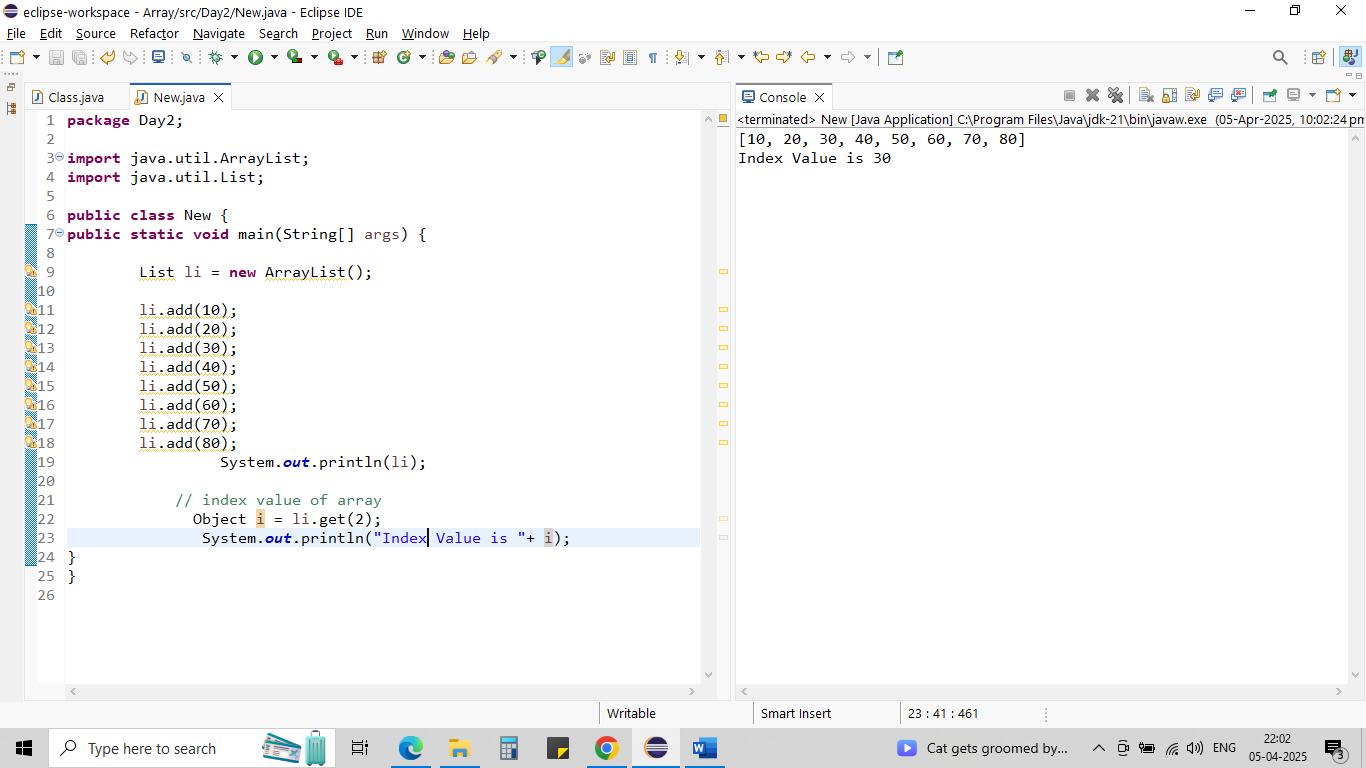 eclipse-workspace - Array/src/Day2/New.java - Eclipse IDE
File Edit Source Refactor Navigate Search Project Run Window Help
Class.java New.java
1 package Day2;
2
3 import java.util.ArrayList;
4 import java.util.List;
5
6 public class New {
7 public static void main(String[] args) {
8
9 List li = new ArrayList();
10
11 li.add(10);
12 li.add(20);
13 li.add(30);
14 li.add(40);
15 li.add(50);
16 li.add(60);
17 li.add(70);
18 li.add(80);
19 System.out.println(li);
20
21 // index value of array
22 Object i = li.get(2);
23 System.out.println("Index Value is "+ i);
24 }
25 }
26
Console
<terminated> New [Java Application] C:\Program Files\Java\jdk-21\bin\javaw.exe (05-Apr-2025, 10:02:24 pm
[10, 20, 30, 40, 50, 60, 70, 80]
Index Value is 30
Writable Smart Insert 23 : 41 : 461
Type here to search Cat gets groomed by... ENG 22:02
05-04-2025 3